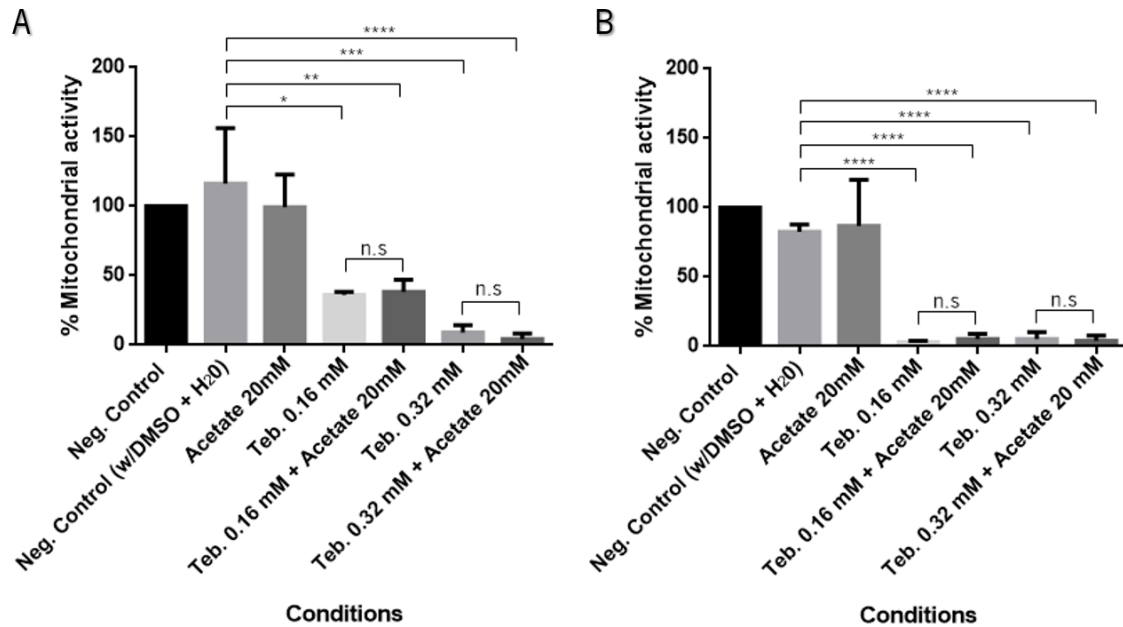 A
% Mitochondrial activity
200
150
100
50
0
****
***
**
*
n.s
n.s
Neg. Control
Neg. Control (w/DMSO + H20)
Acetate 20mM
Teb. 0.16 mM
Teb. 0.16 mM + Acetate 20mM
Teb. 0.32 mM
Teb. 0.32 mM + Acetate 20mM
Conditions
B
% Mitochondrial activity
200
150
100
50
0
****
****
****
****
n.s
n.s
Neg. Control
Neg. Control (w/DMSO + H20)
Acetate 20mM
Teb. 0.16 mM
Teb. 0.16 mM + Acetate 20mM
Teb. 0.32 mM
Teb. 0.32 mM + Acetate 20 mM
Conditions